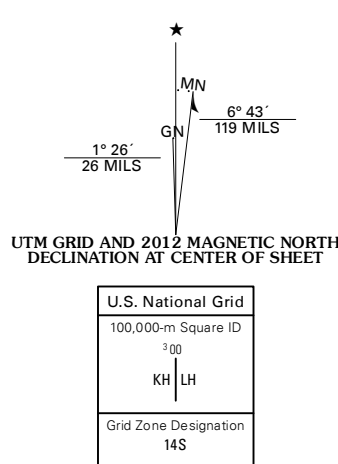 ★
MN
GN
6° 43´
119 MILS
1° 26´
26 MILS
UTM GRID AND 2012 MAGNETIC NORTH
DECLINATION AT CENTER OF SHEET
U.S. National Grid
100,000-m Square ID
³00
KH LH
Grid Zone Designation
14S